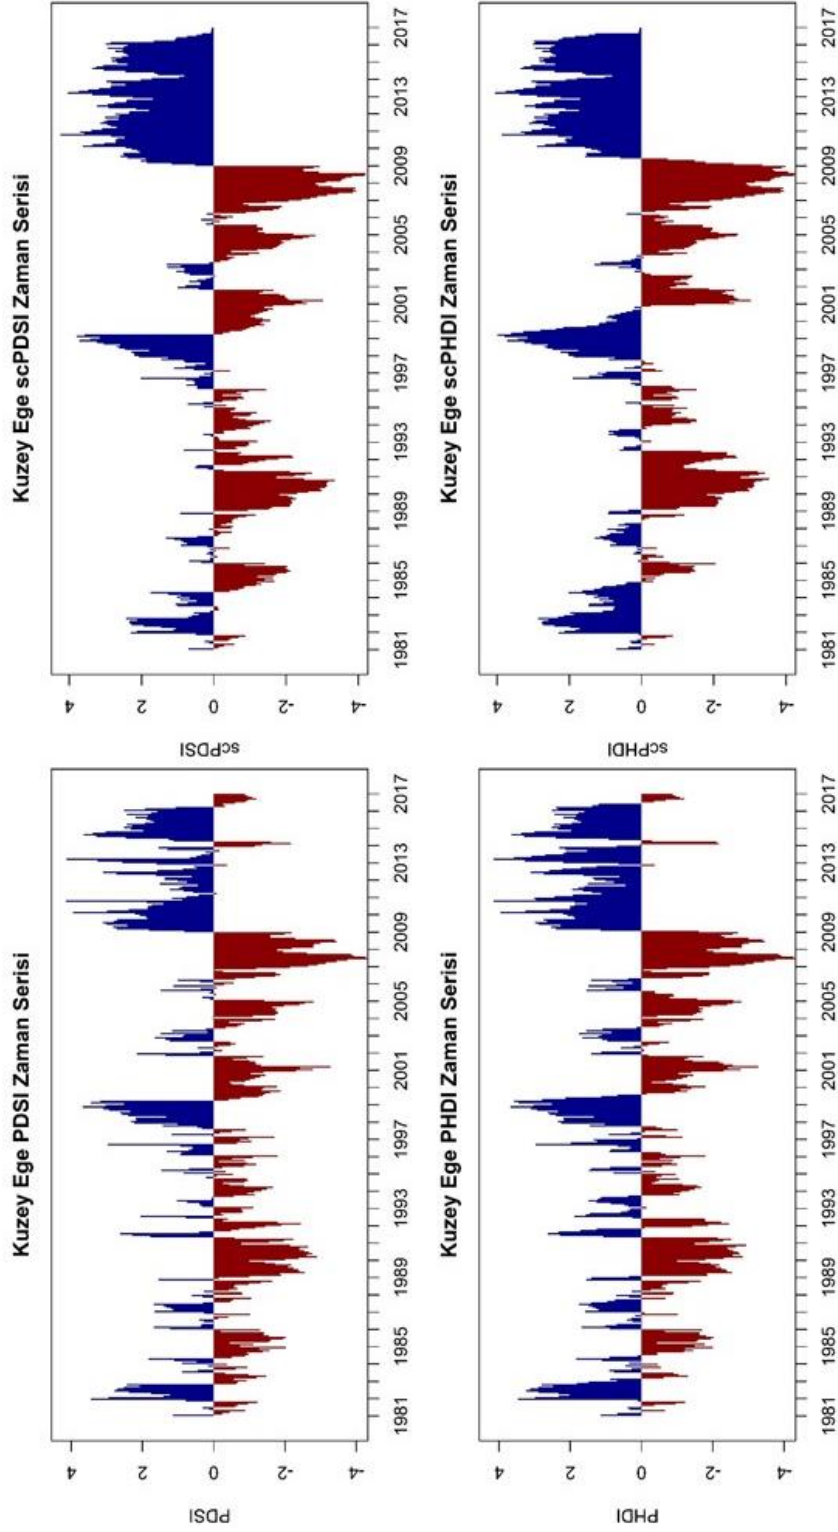 Kuzey Ege PDSI Zaman Serisi
PDSI
4
2
0
-2
-4
1981 1985 1989 1993 1997 2001 2005 2009 2013 2017
Kuzey Ege scPDSI Zaman Serisi
scPDSI
4
2
0
-2
-4
1981 1985 1989 1993 1997 2001 2005 2009 2013 2017
Kuzey Ege PHDI Zaman Serisi
PHDI
4
2
0
-2
-4
1981 1985 1989 1993 1997 2001 2005 2009 2013 2017
Kuzey Ege scPHDI Zaman Serisi
scPHDI
4
2
0
-2
-4
1981 1985 1989 1993 1997 2001 2005 2009 2013 2017